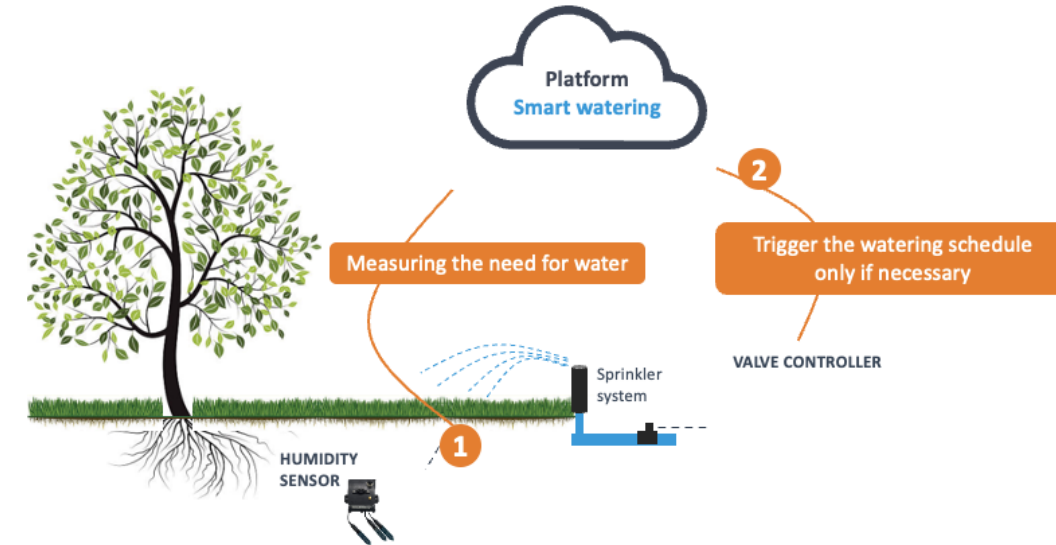 Platform
Smart watering
2
Measuring the need for water
Trigger the watering schedule
only if necessary
VALVE CONTROLLER
Sprinkler
system
1
HUMIDITY
SENSOR